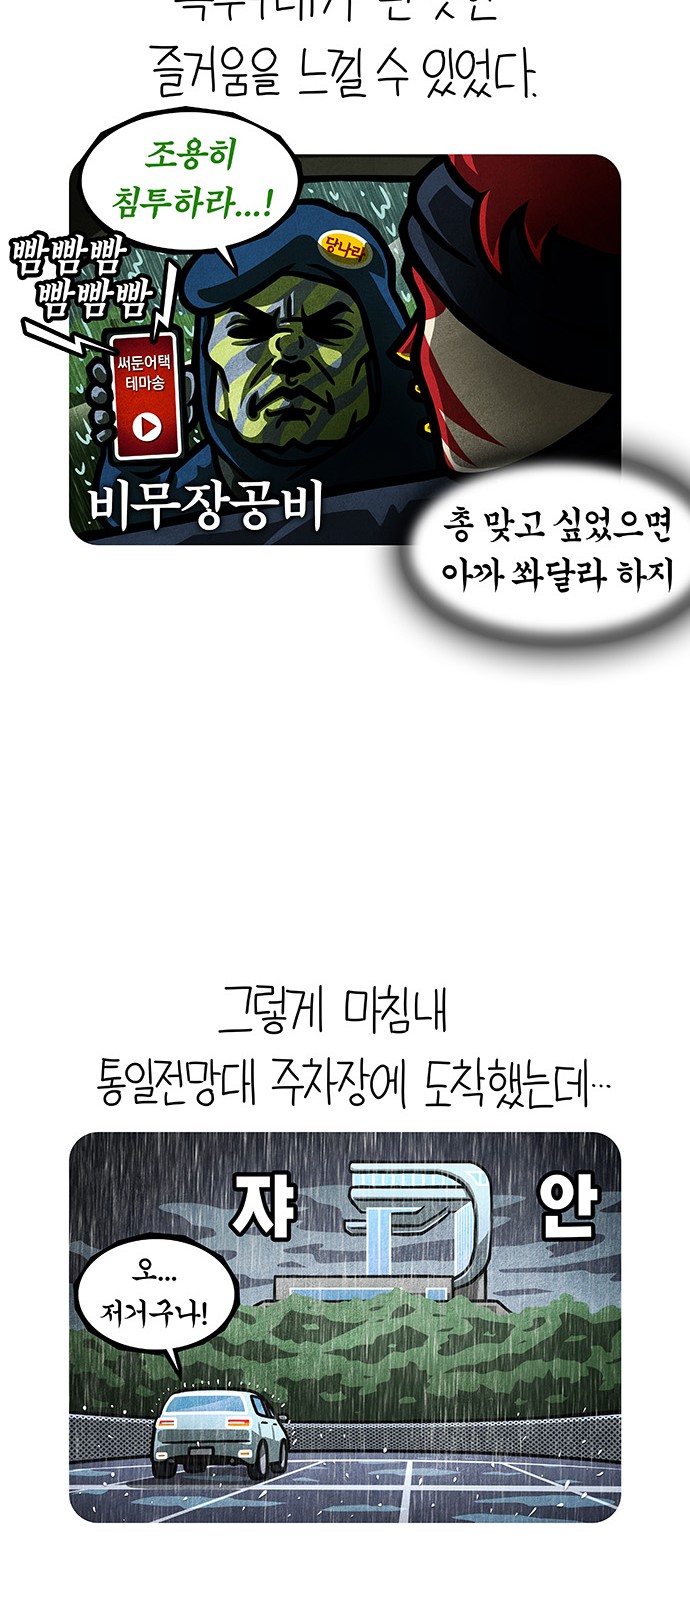 즐거움을 느낄 수 있었다.
조용히
침투하라...!
당나라
빰빰빰
빰빰빰
써둔어택
테마송
비무장공비
총 맞고 싶었으면
아까 쏴달라 하지
그렇게 마침내
통일전망대 주차장에 도착했는데...
쟈 안
오...
저거구나!